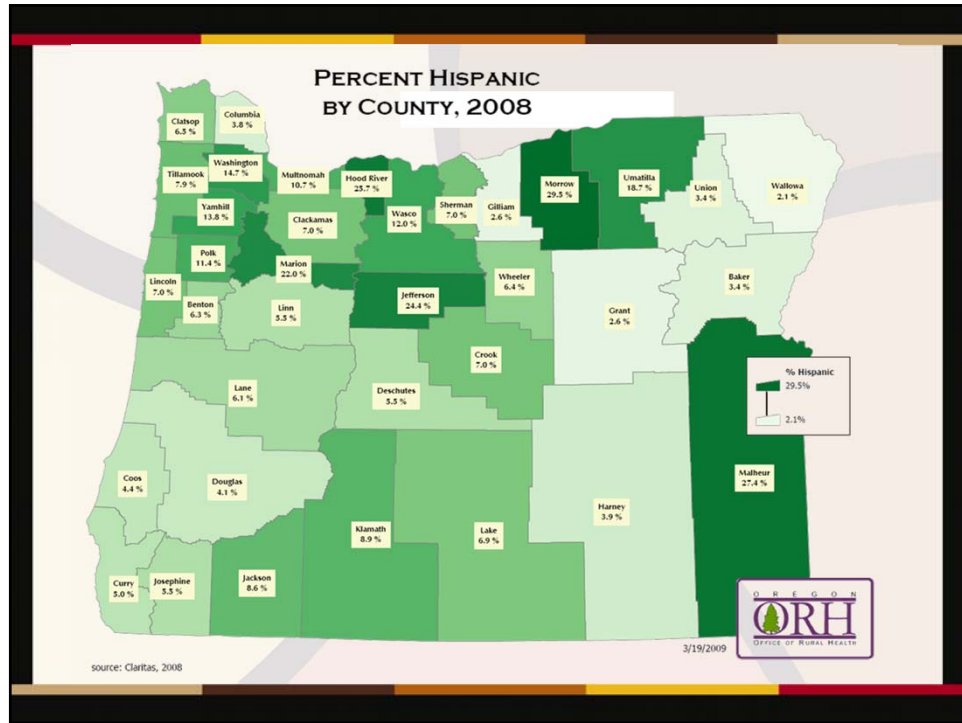 PERCENT HISPANIC
BY COUNTY, 2008
Clatsop
6.5 %
Columbia
3.8 %
Tillamook
7.9 %
Washington
14.7 %
Multnomah
10.7 %
Hood River
25.7 %
Yamhill
13.8 %
Clackamas
7.0 %
Wasco
12.0 %
Sherman
7.0 %
Gilliam
2.6 %
Morrow
29.5 %
Umatilla
18.7 %
Union
3.4 %
Wallowa
2.1 %
Polk
11.4 %
Marion
22.0 %
Lincoln
7.0 %
Benton
6.3 %
Linn
5.5 %
Jefferson
24.4 %
Wheeler
6.4 %
Grant
2.6 %
Baker
3.4 %
Crook
7.0 %
Lane
6.1 %
Deschutes
5.5 %
% Hispanic
29.5%
2.1%
Coos
4.4 %
Douglas
4.1 %
Klamath
8.9 %
Lake
6.9 %
Harney
3.9 %
Malheur
27.4 %
Curry
5.0 %
Josephine
5.5 %
Jackson
8.6 %
OREGON
ORH
OFFICE OF RURAL HEALTH
3/19/2009
source: Claritas, 2008